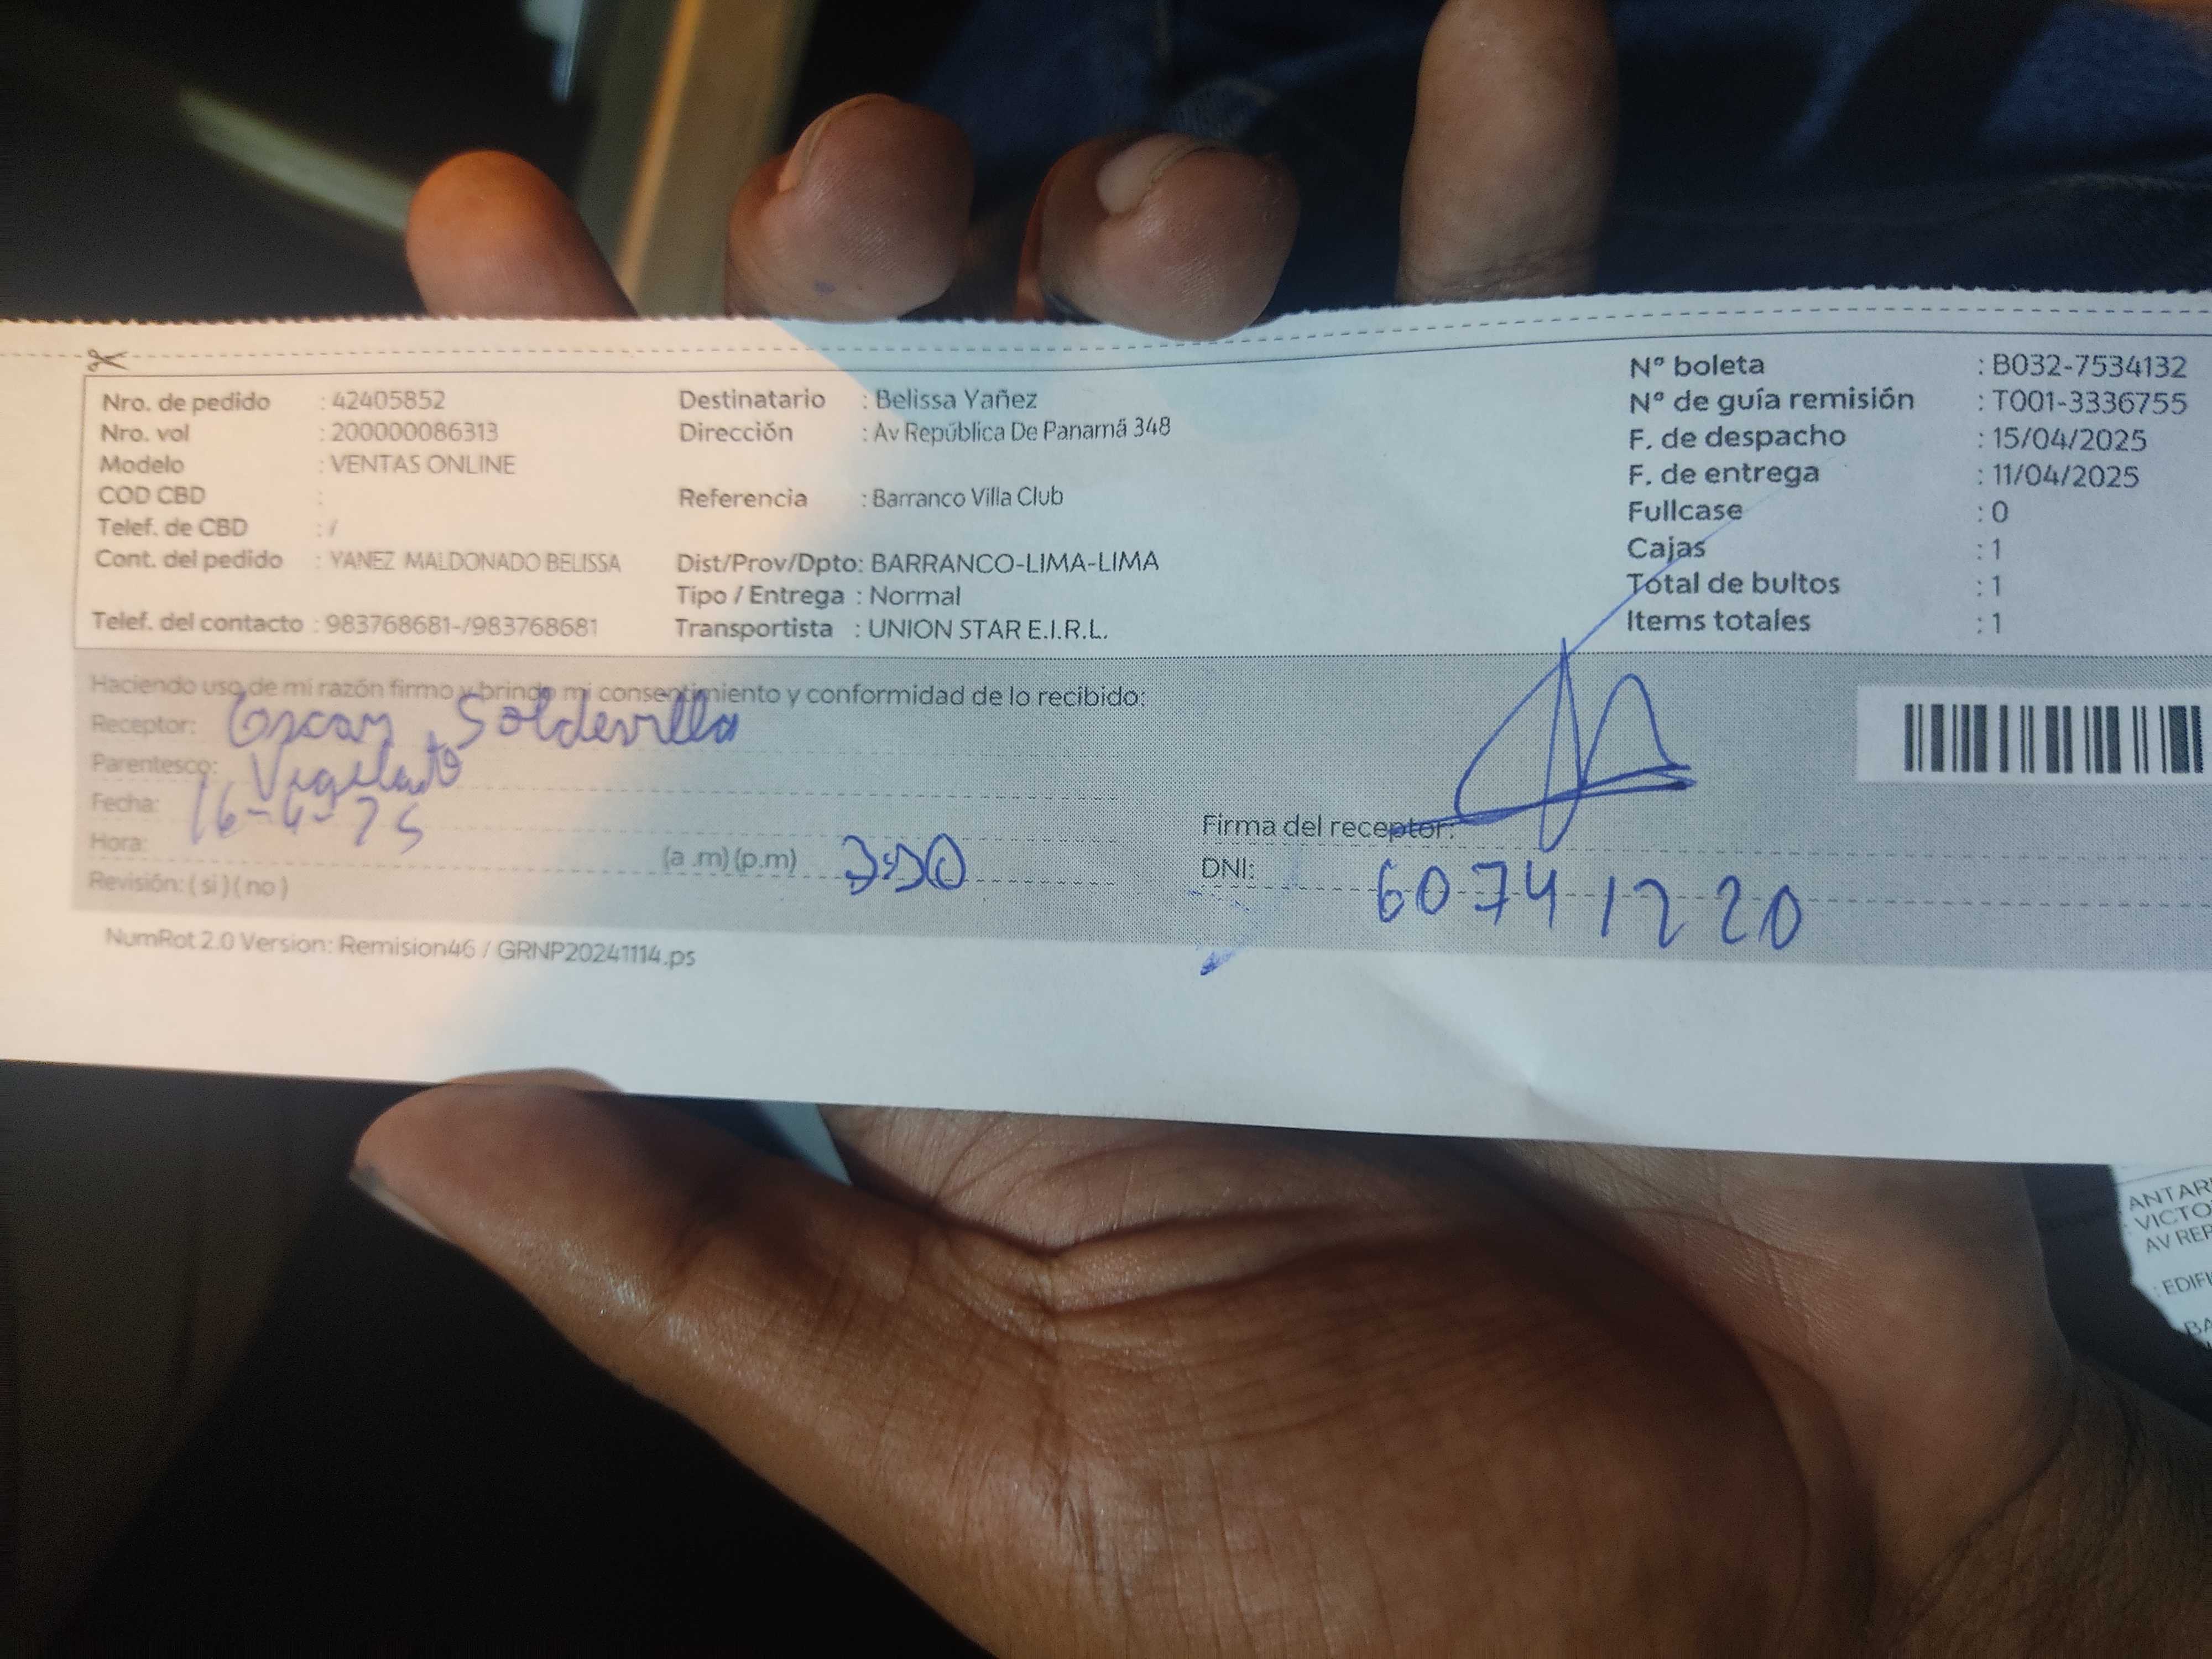 Nro. de pedido : 42405852
Nro. vol : 200000086313
Modelo : VENTAS ONLINE
COD CBD :
Telef. de CBD : /
Cont. del pedido : YANEZ MALDONADO BELISSA
Telef. del contacto : 983768681-/983768681
Destinatario : Belissa Yañez
Dirección : Av República De Panamá 348
Referencia : Barranco Villa Club
Dist/Prov/Dpto: BARRANCO-LIMA-LIMA
Tipo / Entrega : Normal
Transportista : UNION STAR E.I.R.L.
Nº boleta : B032-7534132
Nº de guía remisión : T001-3336755
F. de despacho : 15/04/2025
F. de entrega : 11/04/2025
Fullcase : 0
Cajas : 1
Total de bultos : 1
Items totales : 1
Haciendo uso de mi razón firmo y brindo mi consentimiento y conformidad de lo recibido:
Receptor: Oscar Soldevilla
Parentesco:
Fecha: 16-4-25
Hora: (a .m) (p.m)
Revisión: ( si ) ( no )
Firma del receptor:
DNI: 60741220
NumRot 2.0 Version: Remision46 / GRNP20241114.ps
ANTAR
VICTO
AV REP
: EDIFI
BA